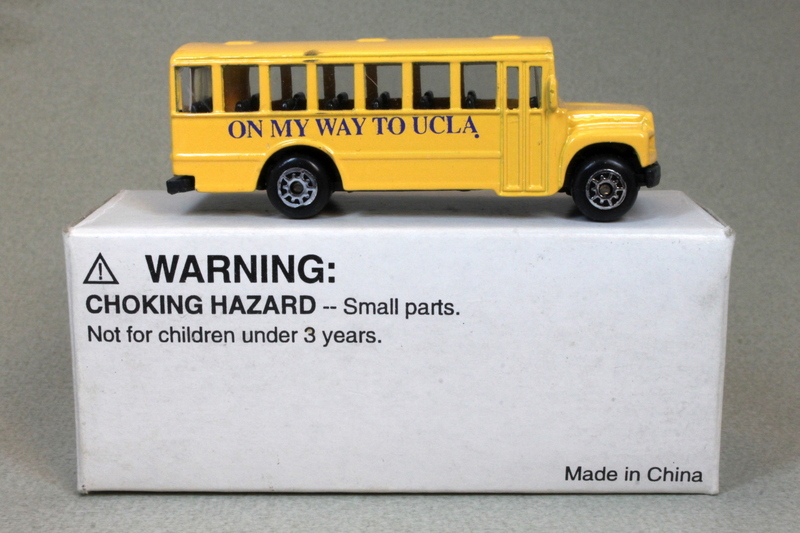 ON MY WAY TO UCLA.
WARNING:
CHOKING HAZARD -- Small parts.
Not for children under 3 years.
Made in China